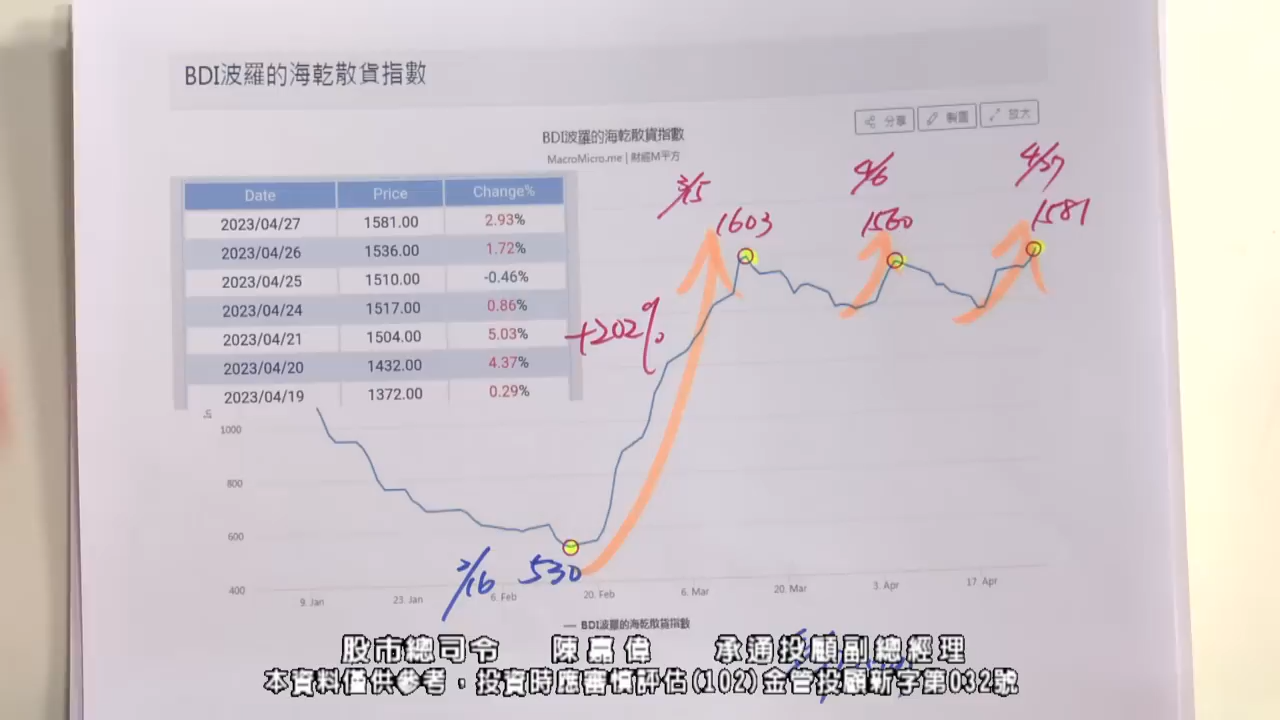 BDI波羅的海乾散貨指數
分享 製圖 放大
BDI波羅的海乾散貨指數
MacroMicro.me | 財經M平方
Date Price Change%
2023/04/27 1581.00 2.93%
2023/04/26 1536.00 1.72%
2023/04/25 1510.00 -0.46%
2023/04/24 1517.00 0.86%
2023/04/21 1504.00 5.03%
2023/04/20 1432.00 4.37%
2023/04/19 1372.00 0.29%
3/15 4/6 4/27
1603 1560 1581
+202%
1000
800
600
400
2/16 530
9. Jan 23. Jan 6. Feb 20. Feb 6. Mar 20. Mar 3. Apr 17. Apr
BDI波羅的海乾散貨指數
股市總司令 陳嘉偉 承通投顧副總經理
本資料僅供參考，投資時應審慎評估(102)金管投顧新字第032號